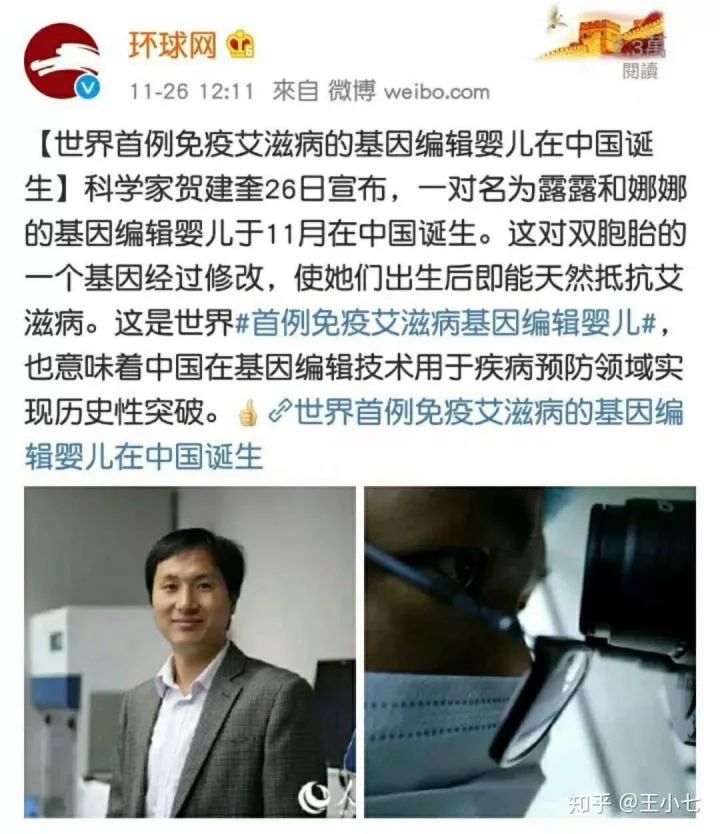 环球网
11-26 12:11 來自 微博 weibo.com
.3萬
閱讀
【世界首例免疫艾滋病的基因编辑婴儿在中国诞
生】科学家贺建奎26日宣布，一对名为露露和娜娜
的基因编辑婴儿于11月在中国诞生。这对双胞胎的
一个基因经过修改，使她们出生后即能天然抵抗艾
滋病。这是世界#首例免疫艾滋病基因编辑婴儿#，
也意味着中国在基因编辑技术用于疾病预防领域实
现历史性突破。👍世界首例免疫艾滋病的基因编
辑婴儿在中国诞生
人
知乎 @王小七